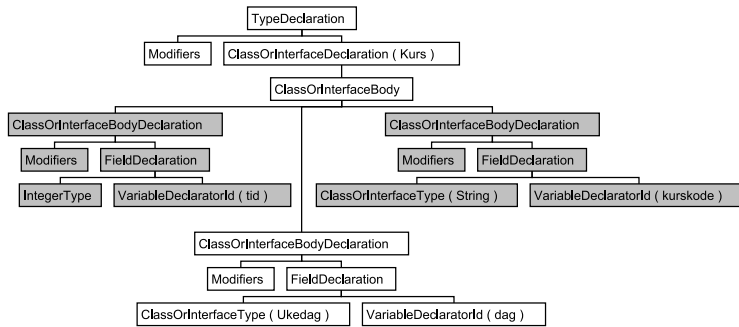 TypeDeclaration
Modifiers ClassOrInterfaceDeclaration ( Kurs )
ClassOrInterfaceBody
ClassOrInterfaceBodyDeclaration ClassOrInterfaceBodyDeclaration
Modifiers FieldDeclaration Modifiers FieldDeclaration
IntegerType VariableDeclaratorId ( tid ) ClassOrInterfaceType ( String ) VariableDeclaratorId ( kurskode )
ClassOrInterfaceBodyDeclaration
Modifiers FieldDeclaration
ClassOrInterfaceType ( Ukedag ) VariableDeclaratorId ( dag )